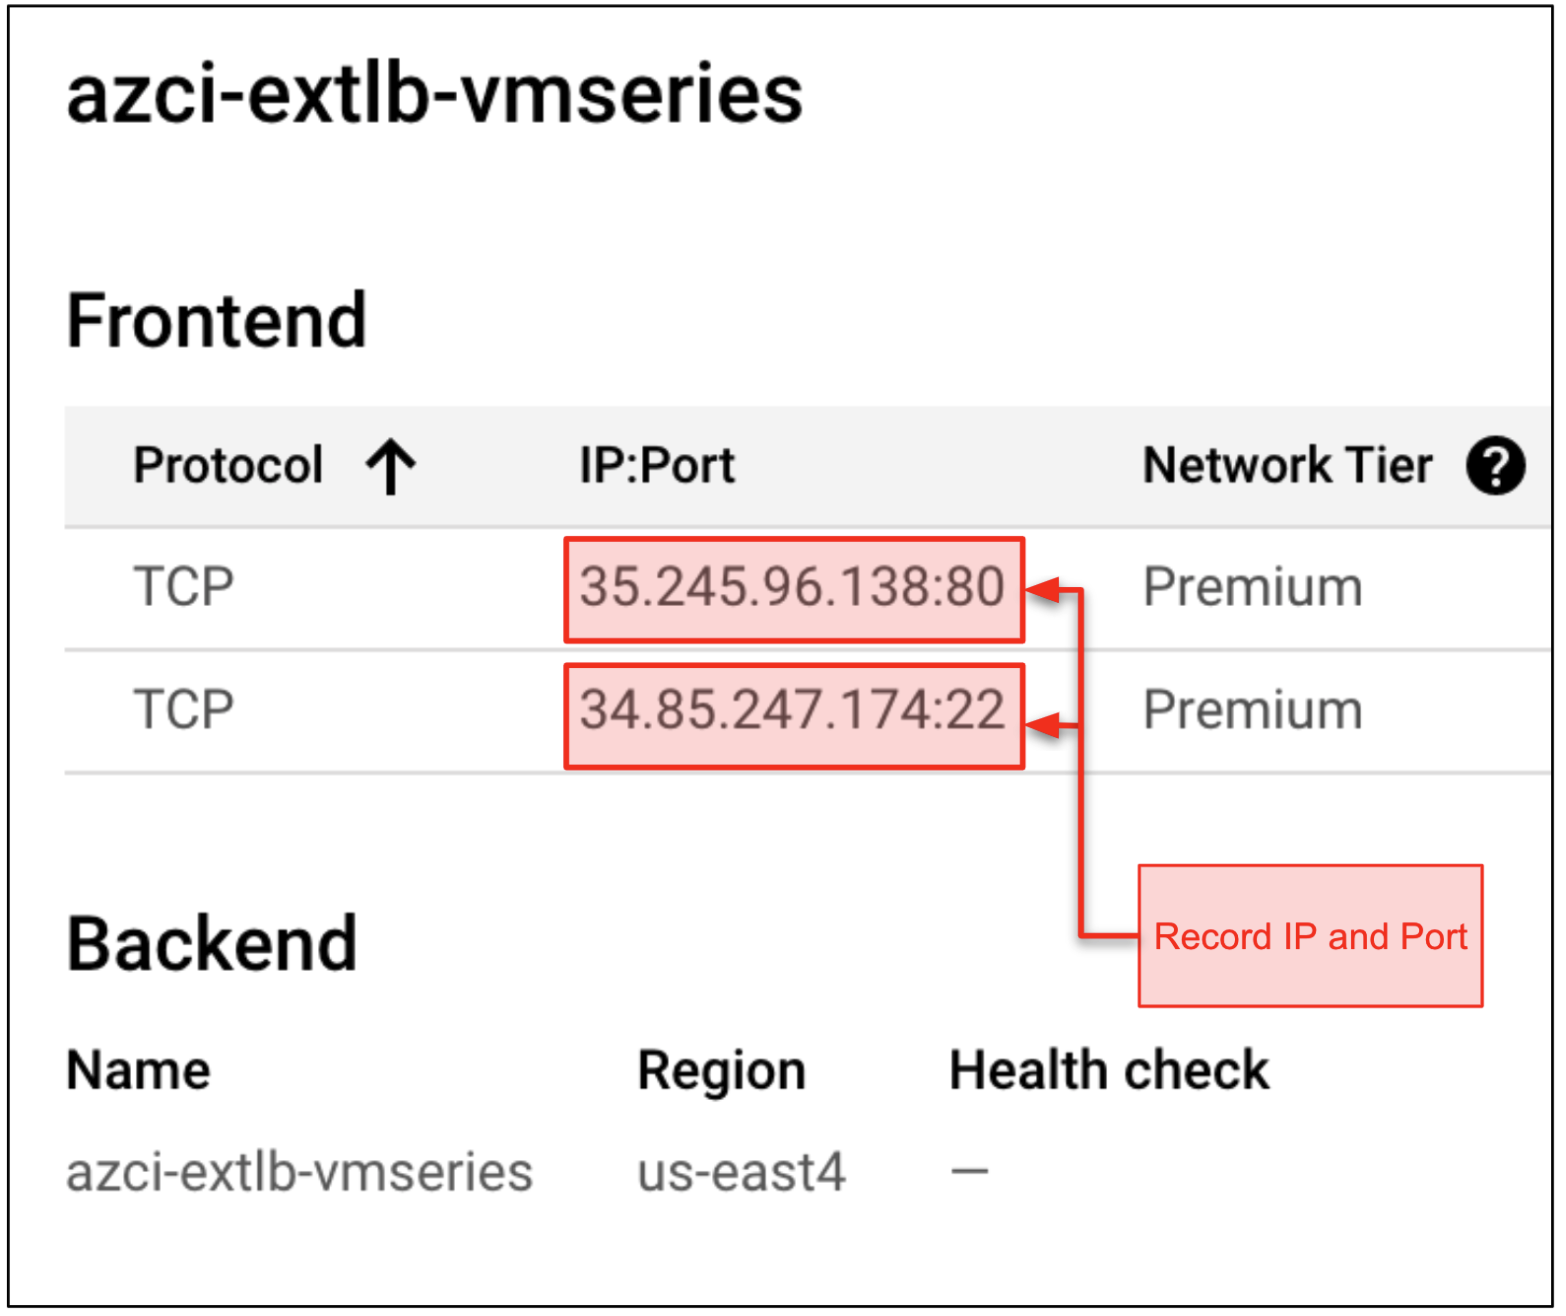 azci-extlb-vmseries
Frontend
Protocol ↑ IP:Port Network Tier ?
TCP 35.245.96.138:80 Premium
TCP 34.85.247.174:22 Premium
Record IP and Port
Backend
Name Region Health check
azci-extlb-vmseries us-east4 —